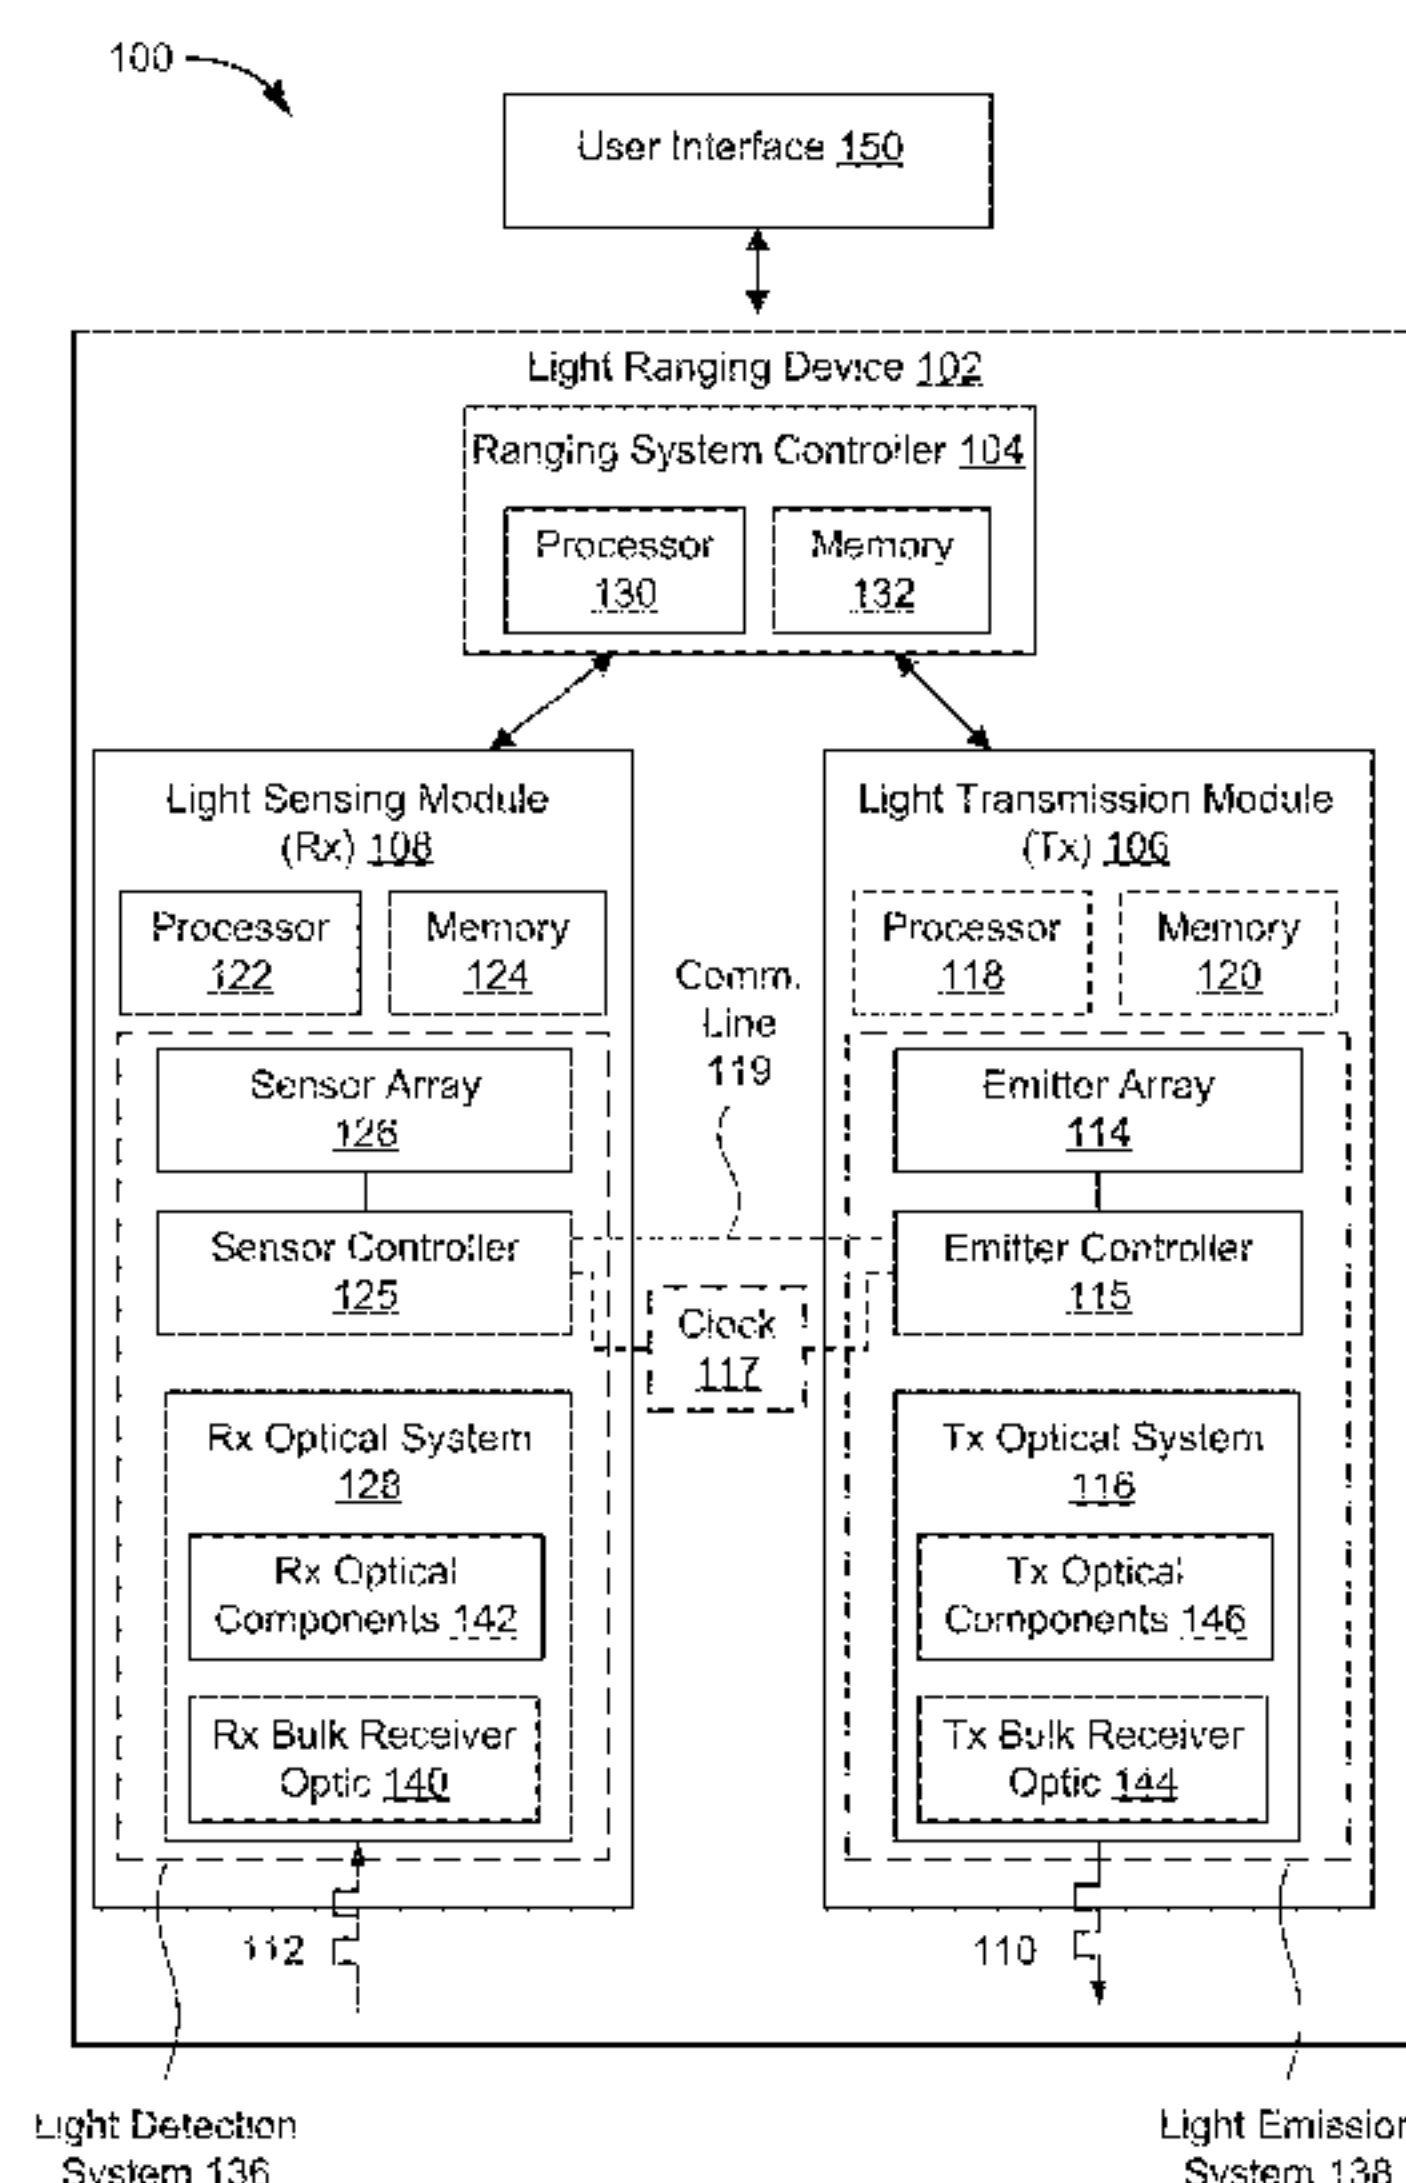 100
User Interface 150
Light Ranging Device 102
Ranging System Controller 104
Processor
130
Memory
132
Light Sensing Module
(Rx) 108
Processor
122
Memory
124
Sensor Array
126
Sensor Controller
125
Rx Optical System
128
Rx Optical
Components 142
Rx Bulk Receiver
Optic 140
112
Comm.
Line
119
Clock
117
Light Transmission Module
(Tx) 106
Processor
118
Memory
120
Emitter Array
114
Emitter Controller
115
Tx Optical System
116
Tx Optical
Components 146
Tx Bulk Receiver
Optic 144
110
Light Detection
System 136
Light Emission
System 138